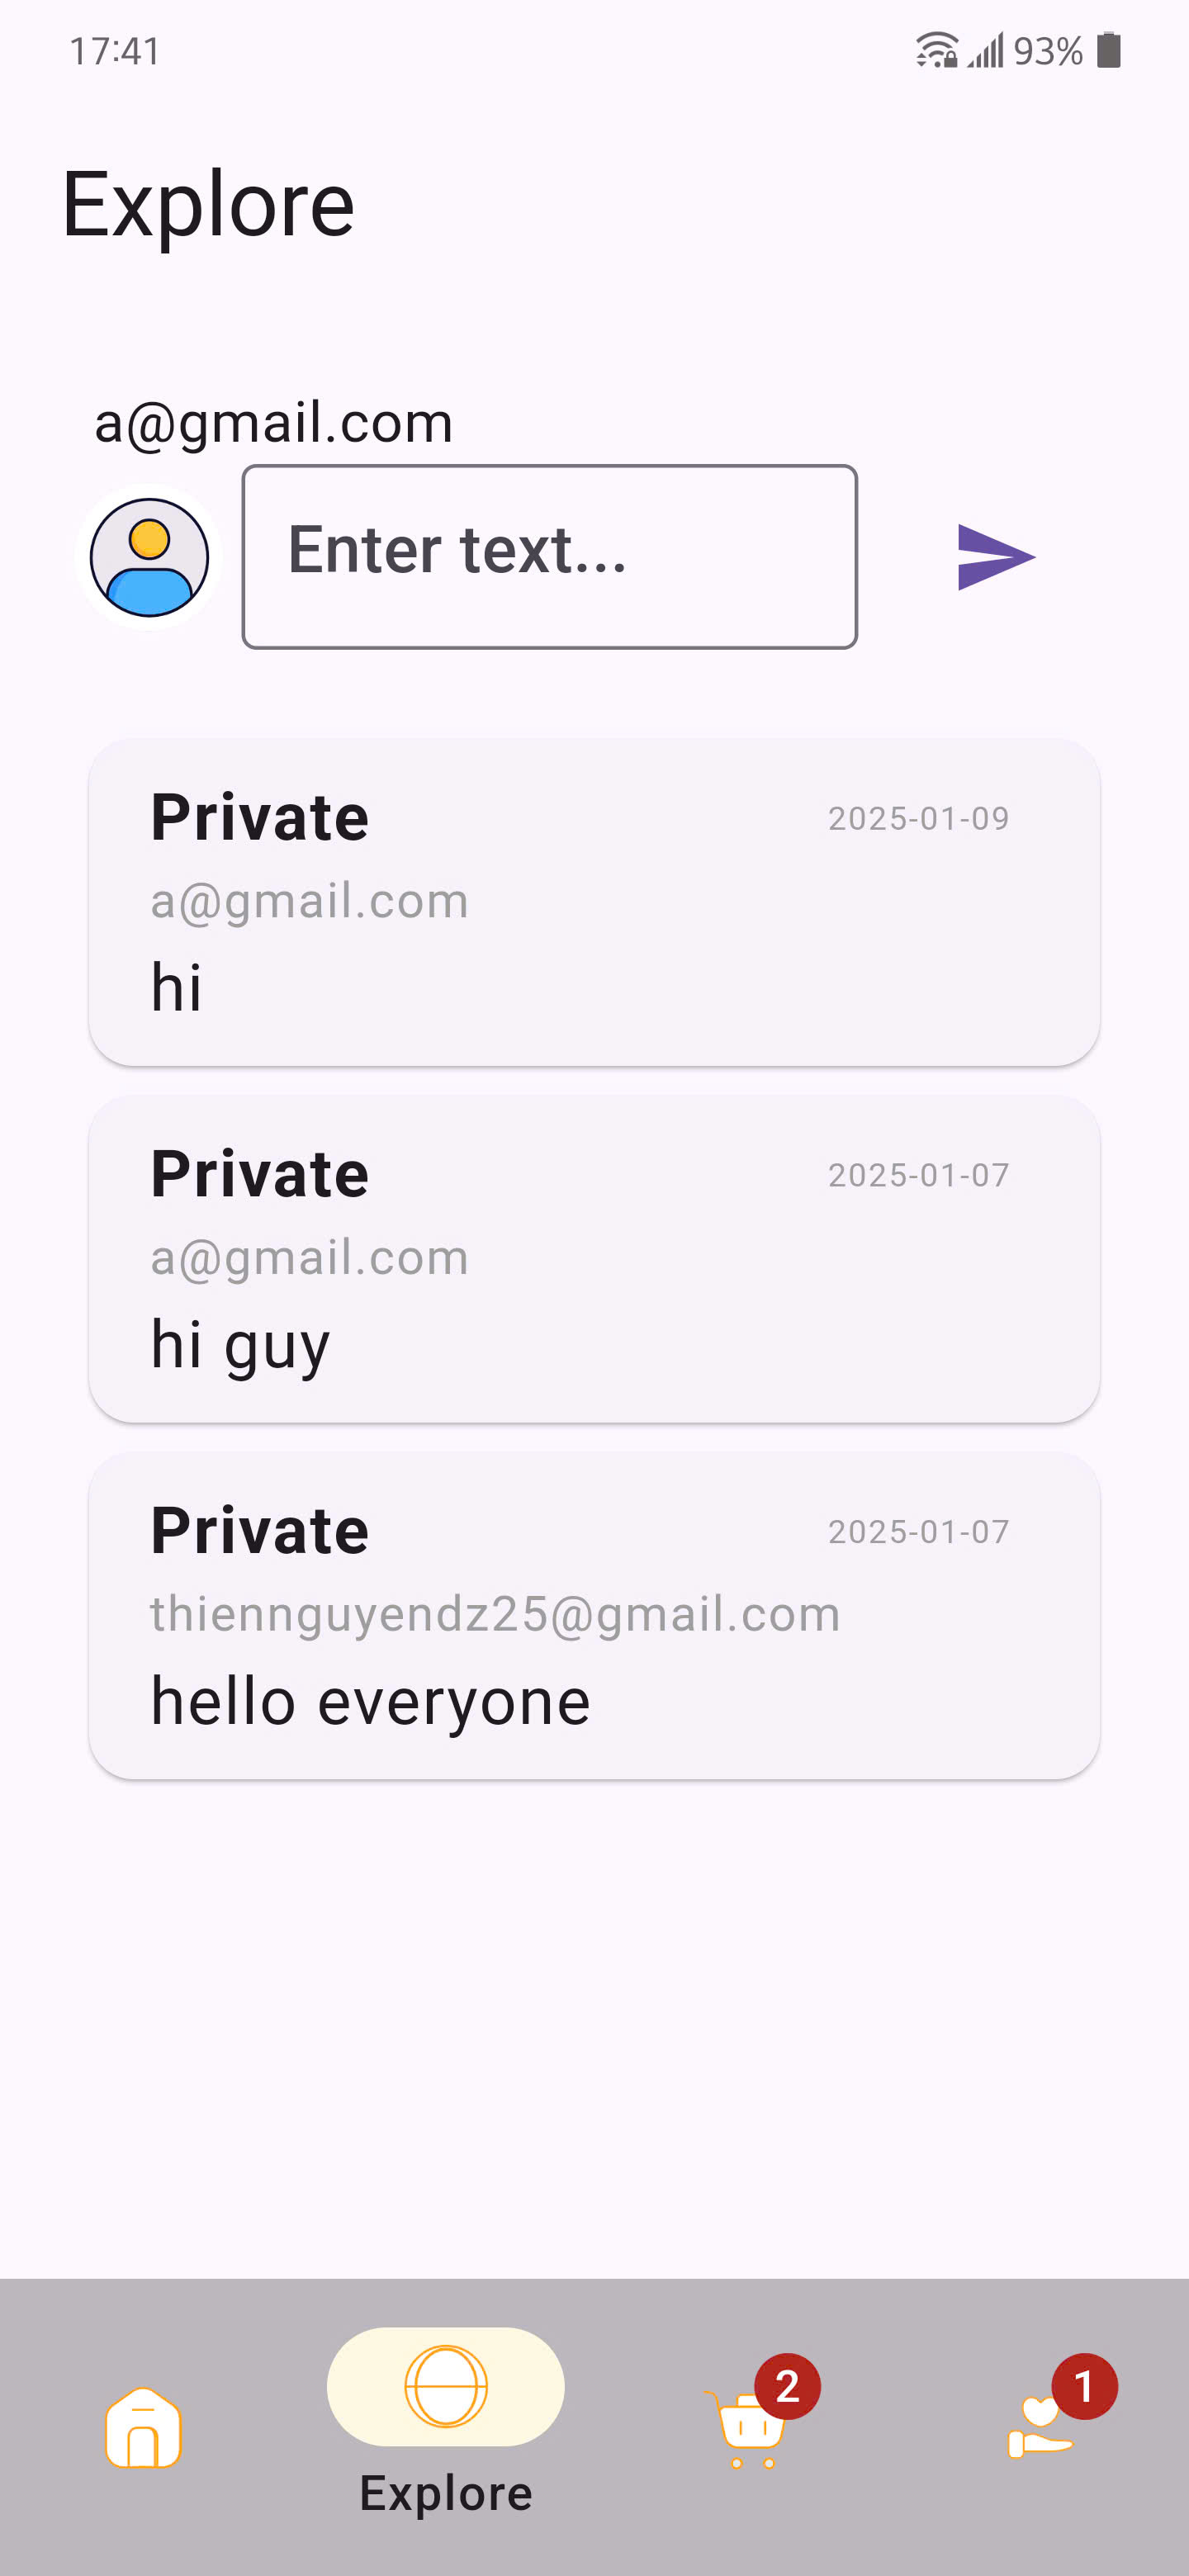 17:41 93%
Explore
a@gmail.com
Enter text...
Private 2025-01-09
a@gmail.com
hi
Private 2025-01-07
a@gmail.com
hi guy
Private 2025-01-07
thiennguyendz25@gmail.com
hello everyone
2 1
Explore